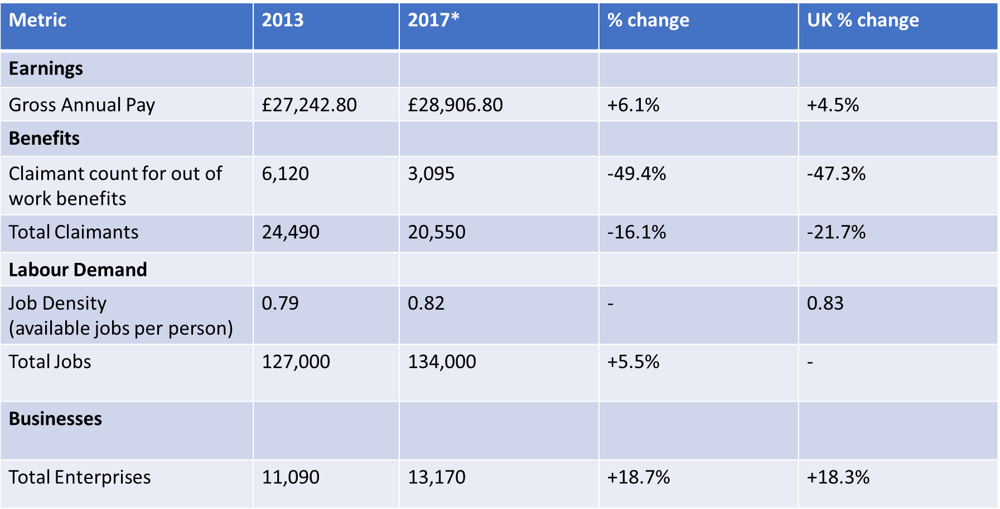 Metric 2013 2017* % change UK % change
Earnings
Gross Annual Pay £27,242.80 £28,906.80 +6.1% +4.5%
Benefits
Claimant count for out of 6,120 3,095 -49.4% -47.3%
work benefits
Total Claimants 24,490 20,550 -16.1% -21.7%
Labour Demand
Job Density 0.79 0.82 - 0.83
(available jobs per person)
Total Jobs 127,000 134,000 +5.5% -
Businesses
Total Enterprises 11,090 13,170 +18.7% +18.3%